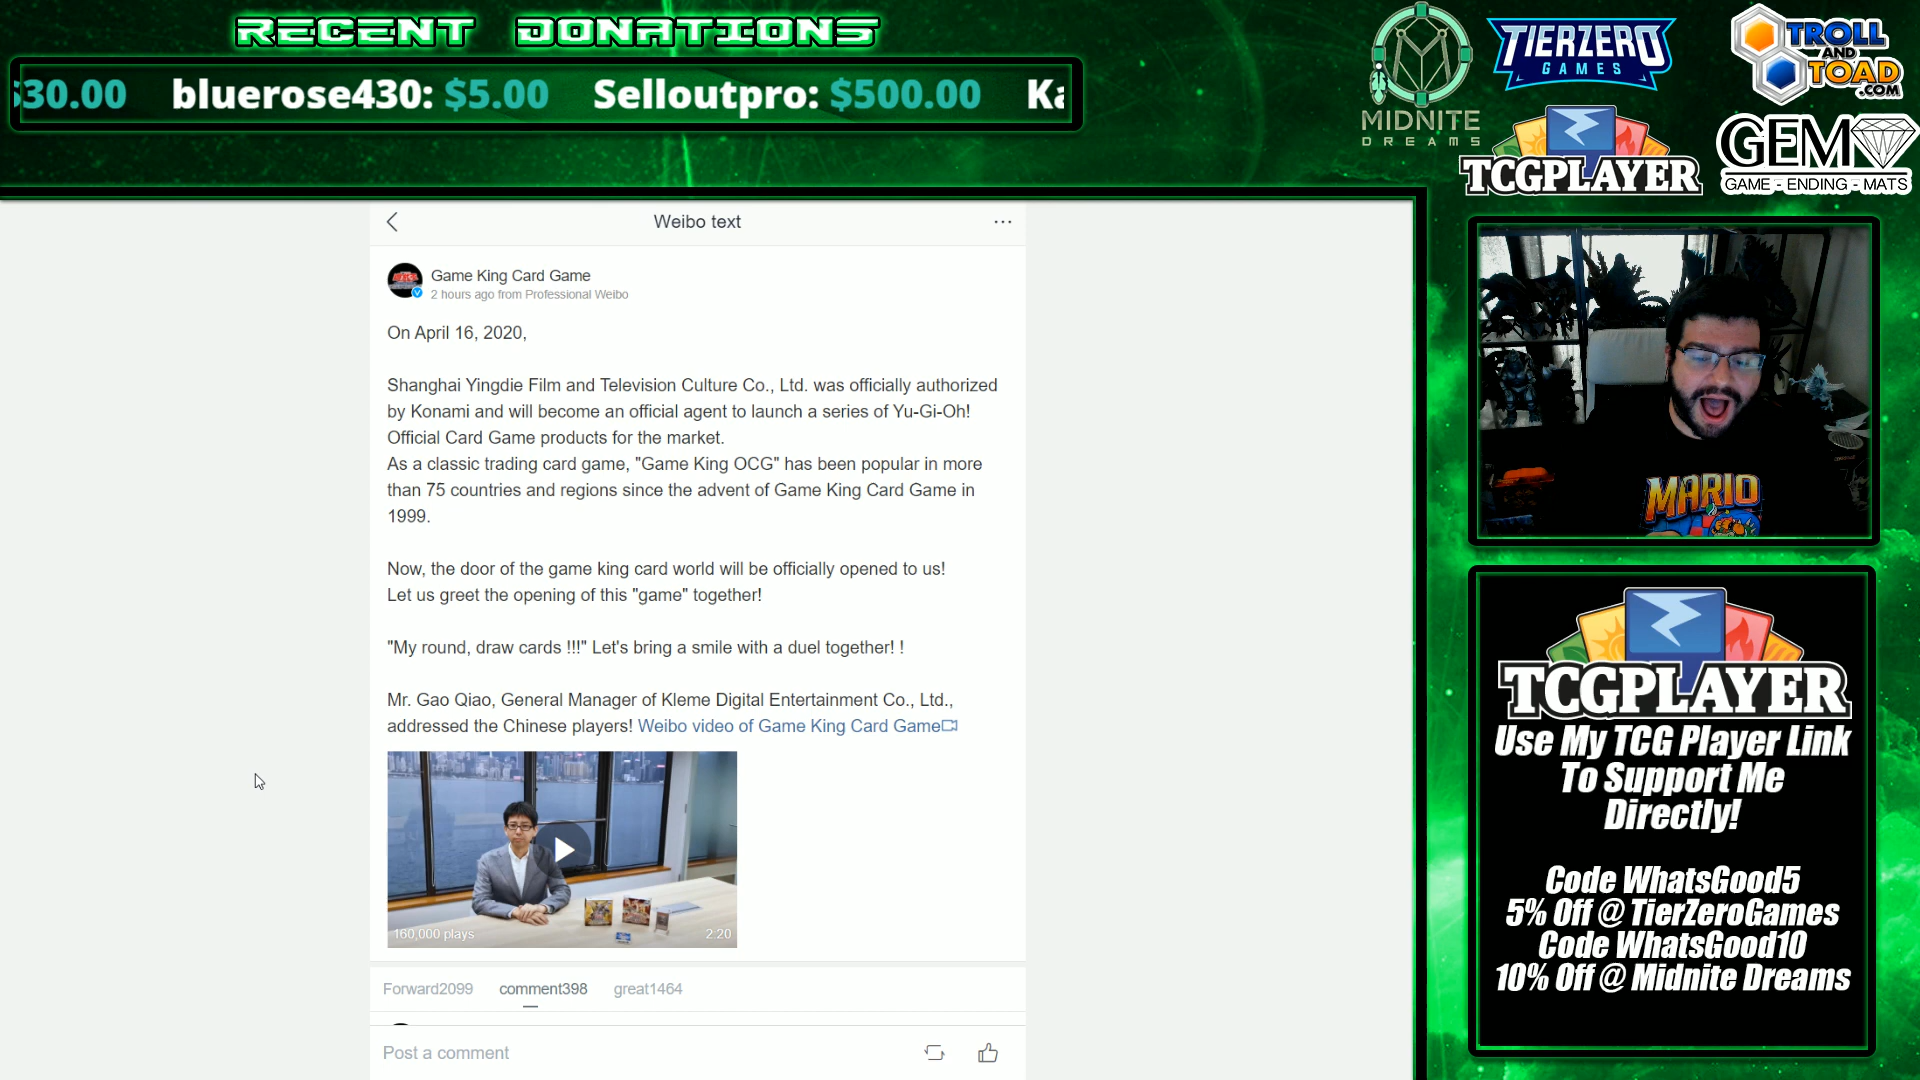 RECENT DONATIONS
$30.00 bluerose430: $5.00 Selloutpro: $500.00 Ka
MIDNITE
DREAMS
TIERZERO
GAMES
TROLL
AND
TOAD
.COM
TCGPLAYER
GEM
GAME - ENDING - MATS
Weibo text
Game King Card Game
2 hours ago from Professional Weibo
On April 16, 2020,
Shanghai Yingdie Film and Television Culture Co., Ltd. was officially authorized
by Konami and will become an official agent to launch a series of Yu-Gi-Oh!
Official Card Game products for the market.
As a classic trading card game, "Game King OCG" has been popular in more
than 75 countries and regions since the advent of Game King Card Game in
1999.
Now, the door of the game king card world will be officially opened to us!
Let us greet the opening of this "game" together!
"My round, draw cards !!!" Let's bring a smile with a duel together! !
Mr. Gao Qiao, General Manager of Kleme Digital Entertainment Co., Ltd.,
addressed the Chinese players! Weibo video of Game King Card Game
160,000 plays
2:20
Forward2099 comment398 great1464
Post a comment
MARIO
TCGPLAYER
Use My TCG Player Link
To Support Me
Directly!
Code WhatsGood5
5% Off @ TierZeroGames
Code WhatsGood10
10% Off @ Midnite Dreams